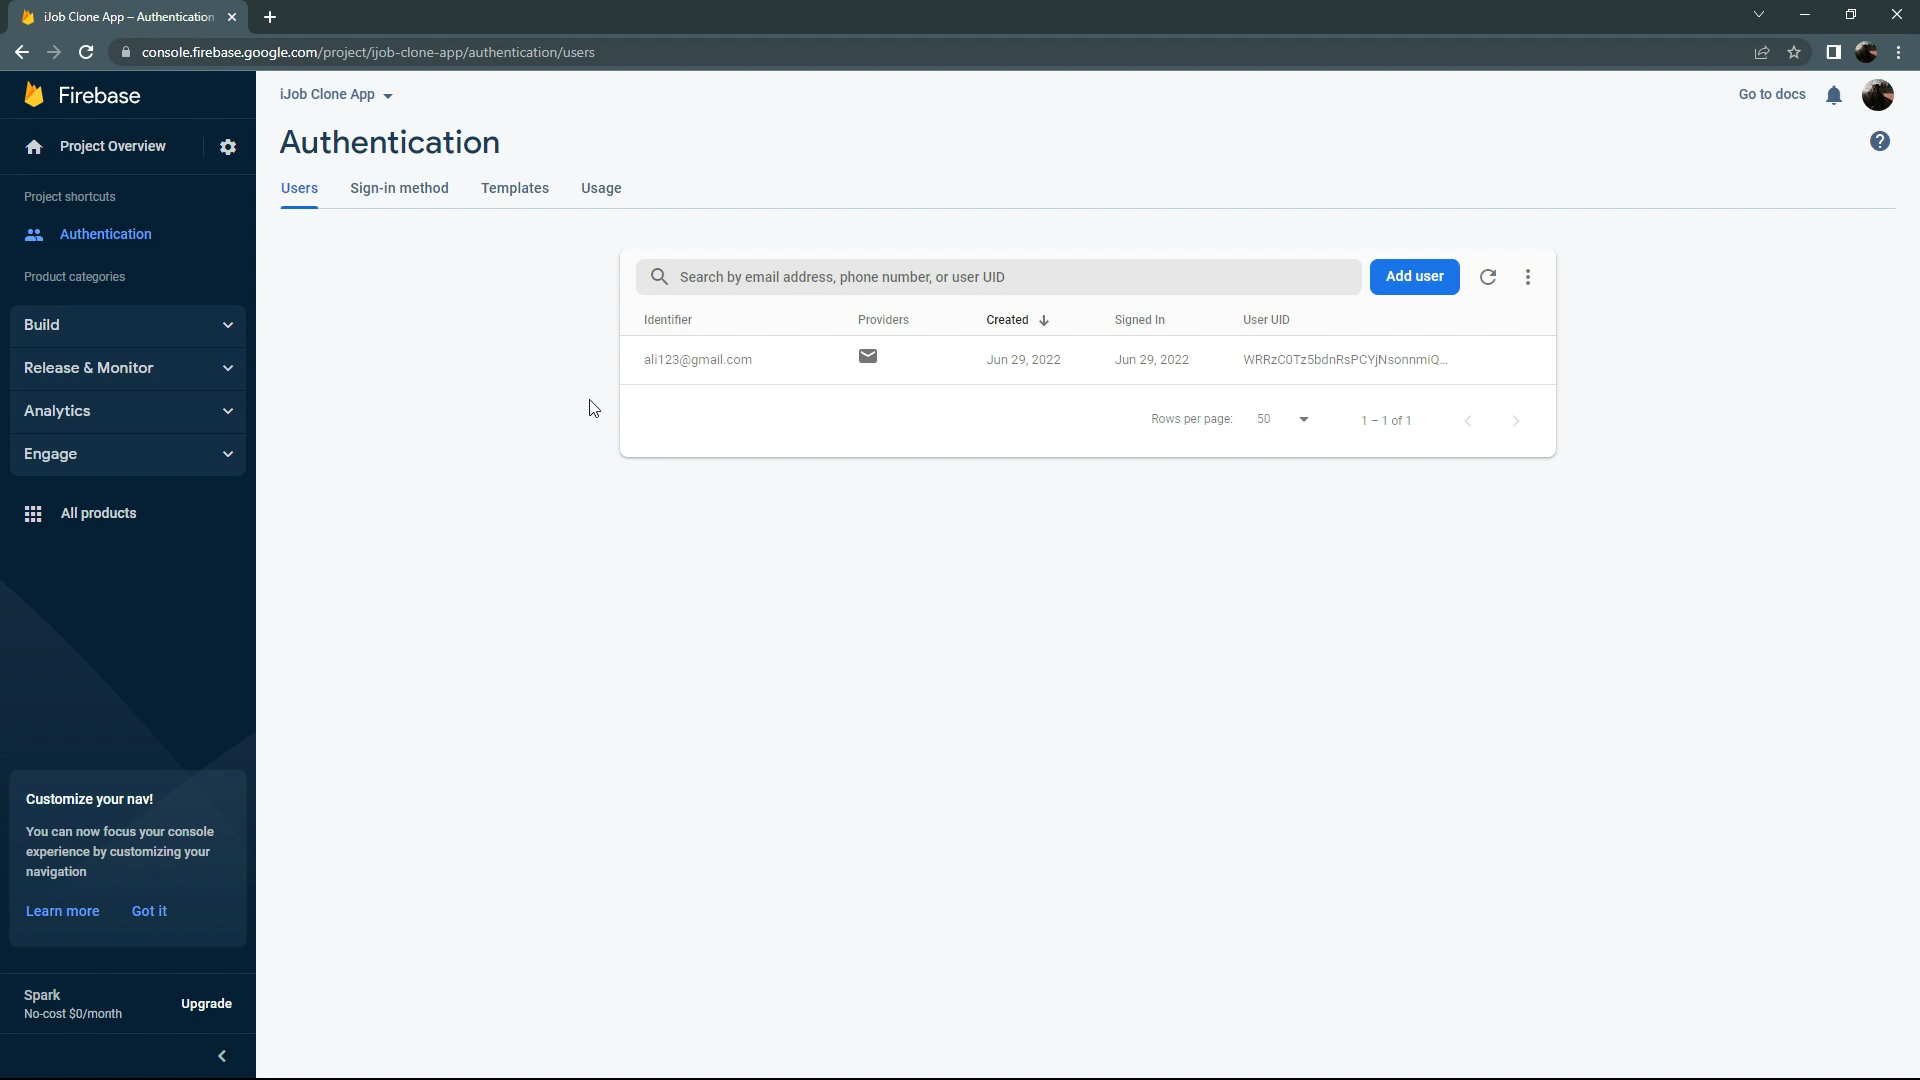 iJob Clone App – Authentication
console.firebase.google.com/project/ijob-clone-app/authentication/users
Firebase
iJob Clone App
Go to docs
Authentication
Project Overview
Users
Sign-in method
Templates
Usage
Project shortcuts
Authentication
Product categories
Build
Release & Monitor
Analytics
Engage
All products
Search by email address, phone number, or user UID
Add user
Identifier
Providers
Created
Signed In
User UID
ali123@gmail.com
Jun 29, 2022
Jun 29, 2022
WRRzC0Tz5bdnRsPCYjNsonnmiQ...
Rows per page:
50
1 – 1 of 1
Customize your nav!
You can now focus your console
experience by customizing your
navigation
Learn more
Got it
Spark
No-cost $0/month
Upgrade